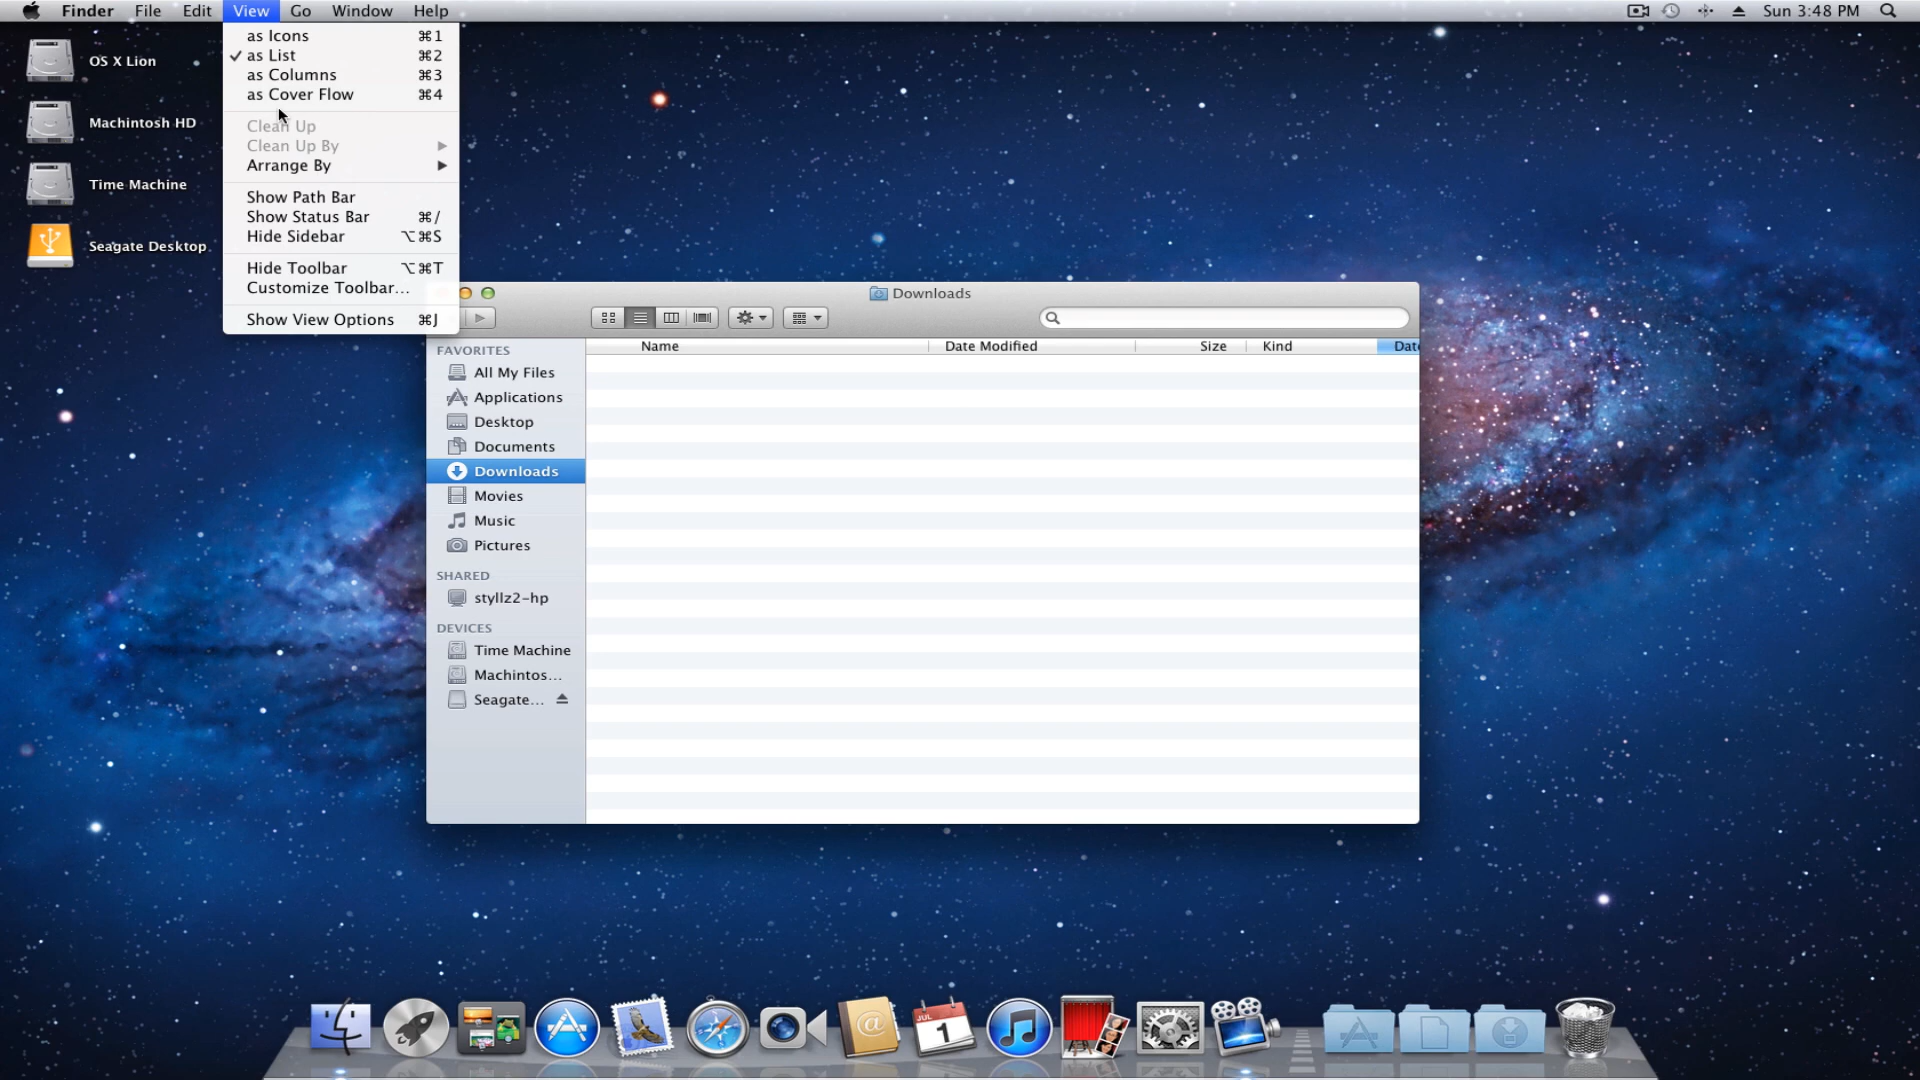 Finder File Edit View Go Window Help
Sun 3:48 PM
OS X Lion
Machintosh HD
Time Machine
Seagate Desktop
as Icons ⌘1
✓ as List ⌘2
as Columns ⌘3
as Cover Flow ⌘4
Clean Up
Clean Up By ▶
Arrange By ▶
Show Path Bar
Show Status Bar ⌘/
Hide Sidebar ⌥⌘S
Hide Toolbar ⌥⌘T
Customize Toolbar...
Show View Options ⌘J
Downloads
Name Date Modified Size Kind Date
FAVORITES
All My Files
Applications
Desktop
Documents
Downloads
Movies
Music
Pictures
SHARED
styllz2-hp
DEVICES
Time Machine
Machintos...
Seagate...
@
JUL
1